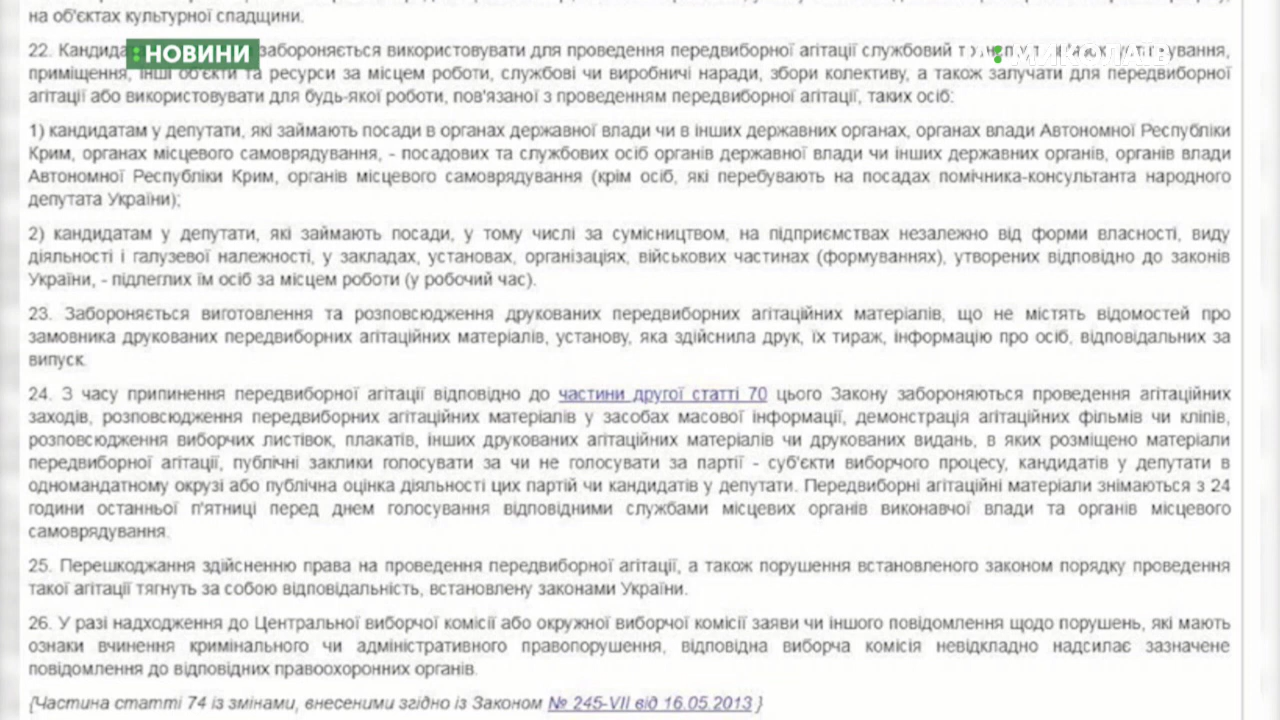 на об'єктах культурної спадщини.
НОВИНИ
МИКОЛАЇВ
22. забороняється використовувати для проведення передвиборної агітації службовий
приміщення, інші об'єкти та ресурси за місцем роботи, службові чи виробничі наради, збори колективу, а також залучати для передвиборної
агітації або використовувати для будь-якої роботи, пов'язаної з проведенням передвиборної агітації, таких осіб:
1) кандидатам у депутати, які займають посади в органах державної влади чи в інших державних органах, органах влади Автономної Республіки
Крим, органах місцевого самоврядування, - посадових та службових осіб органів державної влади чи інших державних органів, органів влади
Автономної Республіки Крим, органів місцевого самоврядування (крім осіб, які перебувають на посадах помічника-консультанта народного
депутата України);
2) кандидатам у депутати, які займають посади, у тому числі за сумісництвом, на підприємствах незалежно від форми власності, виду
діяльності і галузевої належності, у закладах, установах, організаціях, військових частинах (формуваннях), утворених відповідно до законів
України, - підлеглих їм осіб за місцем роботи (у робочий час).
23. Забороняється виготовлення та розповсюдження друкованих передвиборних агітаційних матеріалів, що не містять відомостей про
замовника друкованих передвиборних агітаційних матеріалів, установу, яка здійснила друк, їх тираж, інформацію про осіб, відповідальних за
випуск.
24. З часу припинення передвиборної агітації відповідно до частини другої статті 70 цього Закону забороняються проведення агітаційних
заходів, розповсюдження передвиборних агітаційних матеріалів у засобах масової інформації, демонстрація агітаційних фільмів чи кліпів,
розповсюдження виборчих листівок, плакатів, інших друкованих агітаційних матеріалів чи друкованих видань, в яких розміщено матеріали
передвиборної агітації, публічні заклики голосувати за чи не голосувати за партії - суб'єкти виборчого процесу, кандидатів у депутати в
одномандатному окрузі або публічна оцінка діяльності цих партій чи кандидатів у депутати. Передвиборні агітаційні матеріали знімаються з 24
години останньої п'ятниці перед днем голосування відповідними службами місцевих органів виконавчої влади та органів місцевого
самоврядування.
25. Перешкоджання здійсненню права на проведення передвиборної агітації, а також порушення встановленого законом порядку проведення
такої агітації тягнуть за собою відповідальність, встановлену законами України.
26. У разі надходження до Центральної виборчої комісії або окружної виборчої комісії заяви чи іншого повідомлення щодо порушень, які мають
ознаки вчинення кримінального чи адміністративного правопорушення, відповідна виборча комісія невідкладно надсилає зазначене
повідомлення до відповідних правоохоронних органів.
{Частина статті 74 із змінами, внесеними згідно із Законом № 245-VII від 16.05.2013 }